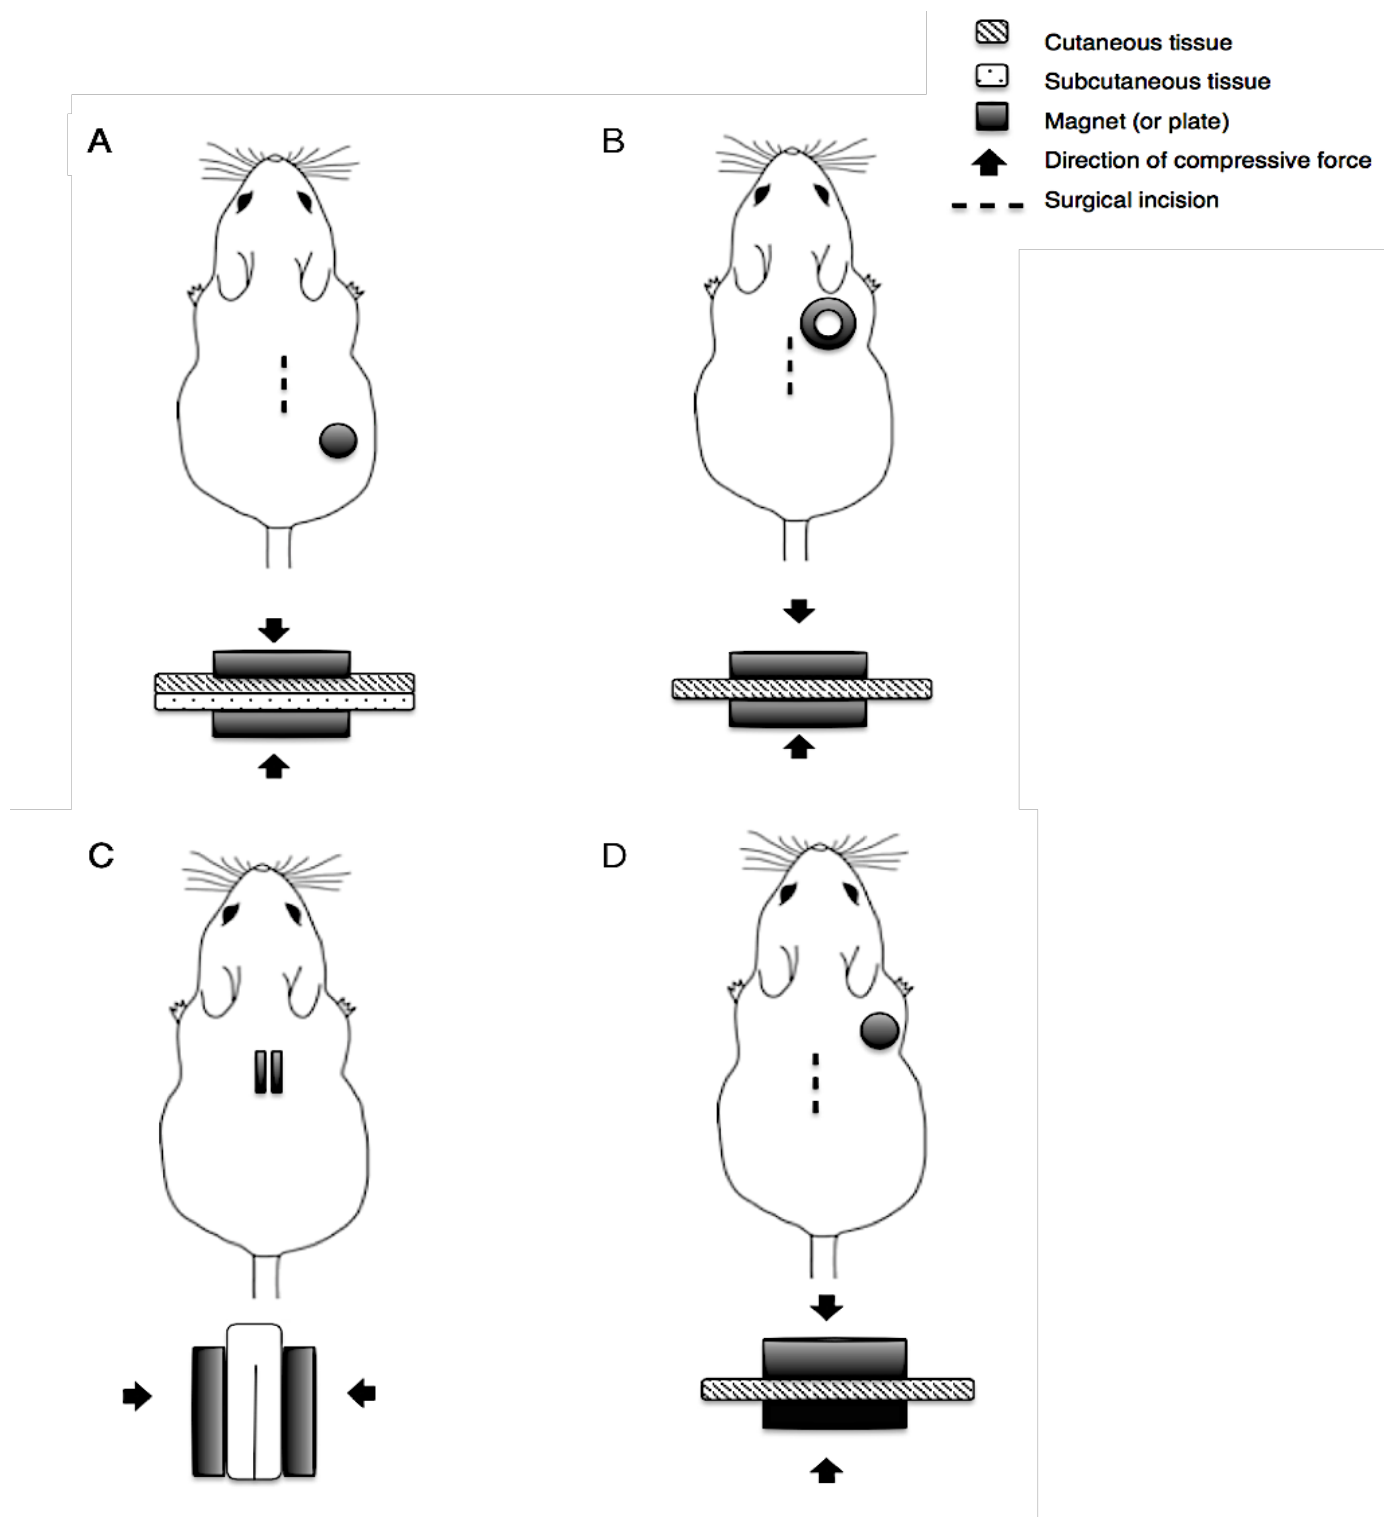 Cutaneous tissue
Subcutaneous tissue
Magnet (or plate)
Direction of compressive force
Surgical incision
A
B
C
D